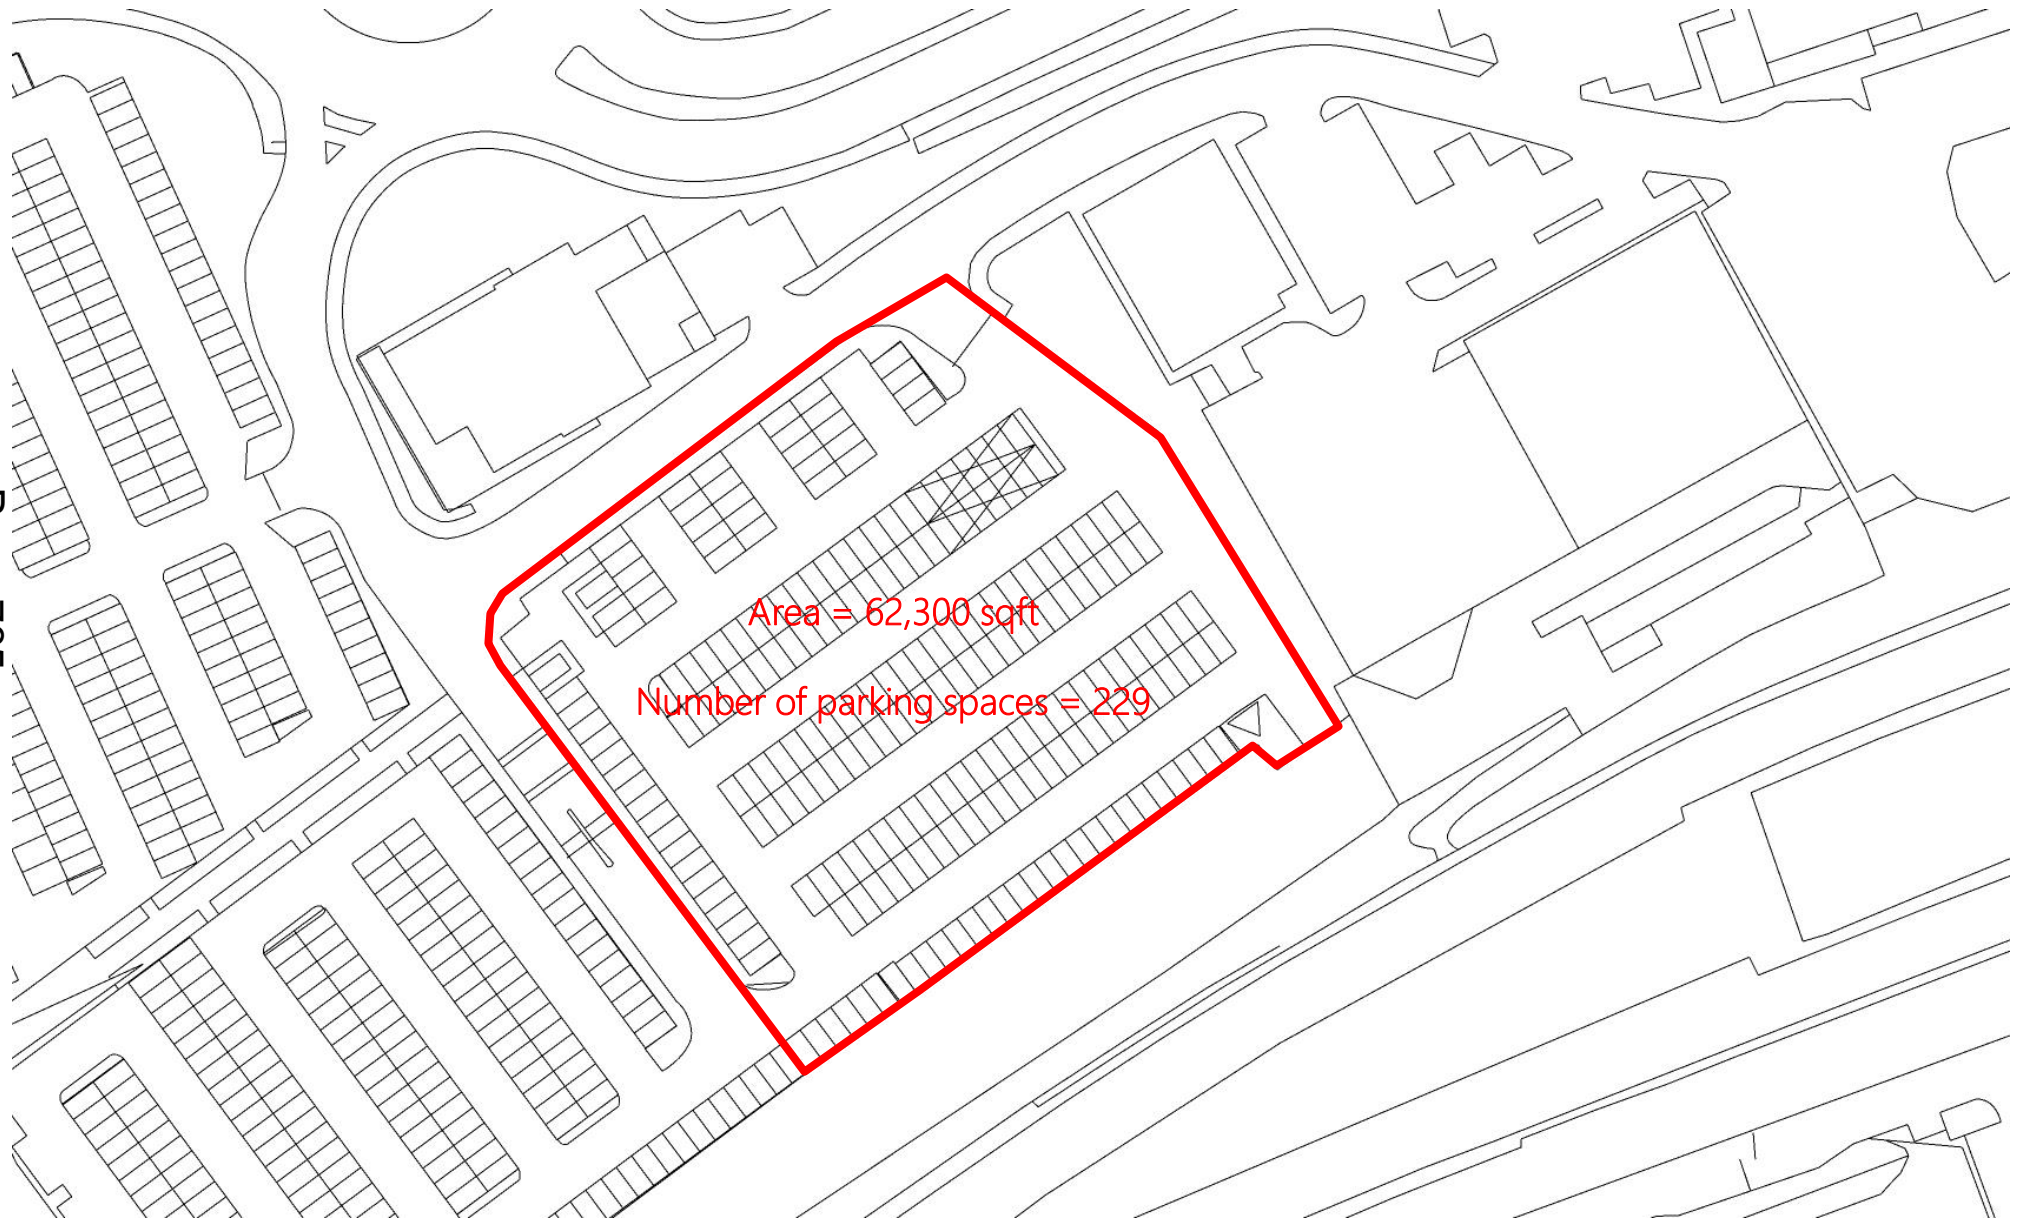 Area = 62,300 sqft
Number of parking spaces = 229